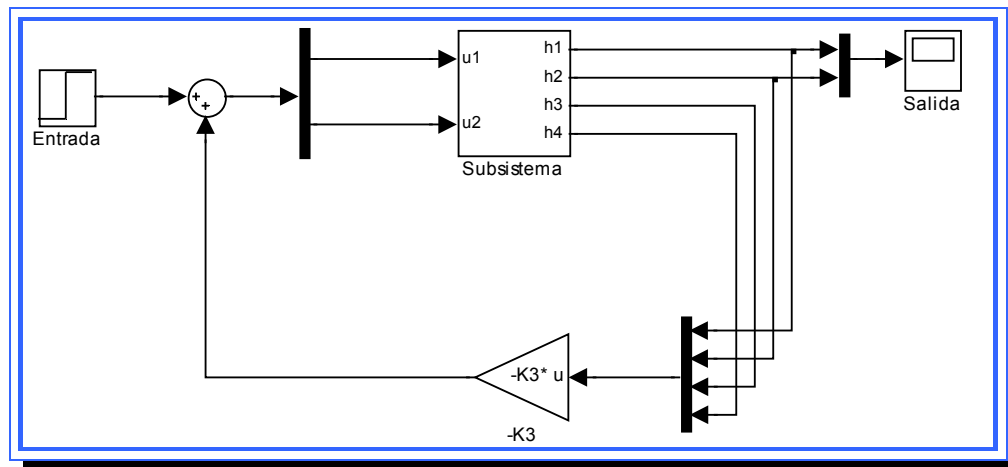 Entrada
+
+
u1
u2
h1
h2
h3
h4
Subsistema
Salida
-K3* u
-K3